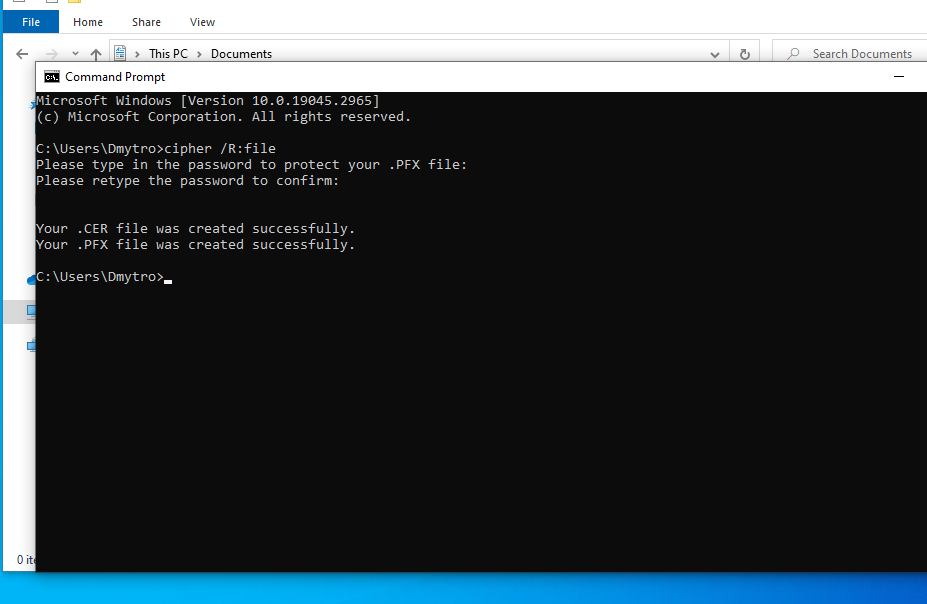 File Home Share View
This PC Documents Search Documents
Command Prompt
Microsoft Windows [Version 10.0.19045.2965]
(c) Microsoft Corporation. All rights reserved.
C:\Users\Dmytro>cipher /R:file
Please type in the password to protect your .PFX file:
Please retype the password to confirm:
Your .CER file was created successfully.
Your .PFX file was created successfully.
C:\Users\Dmytro>
0 ite